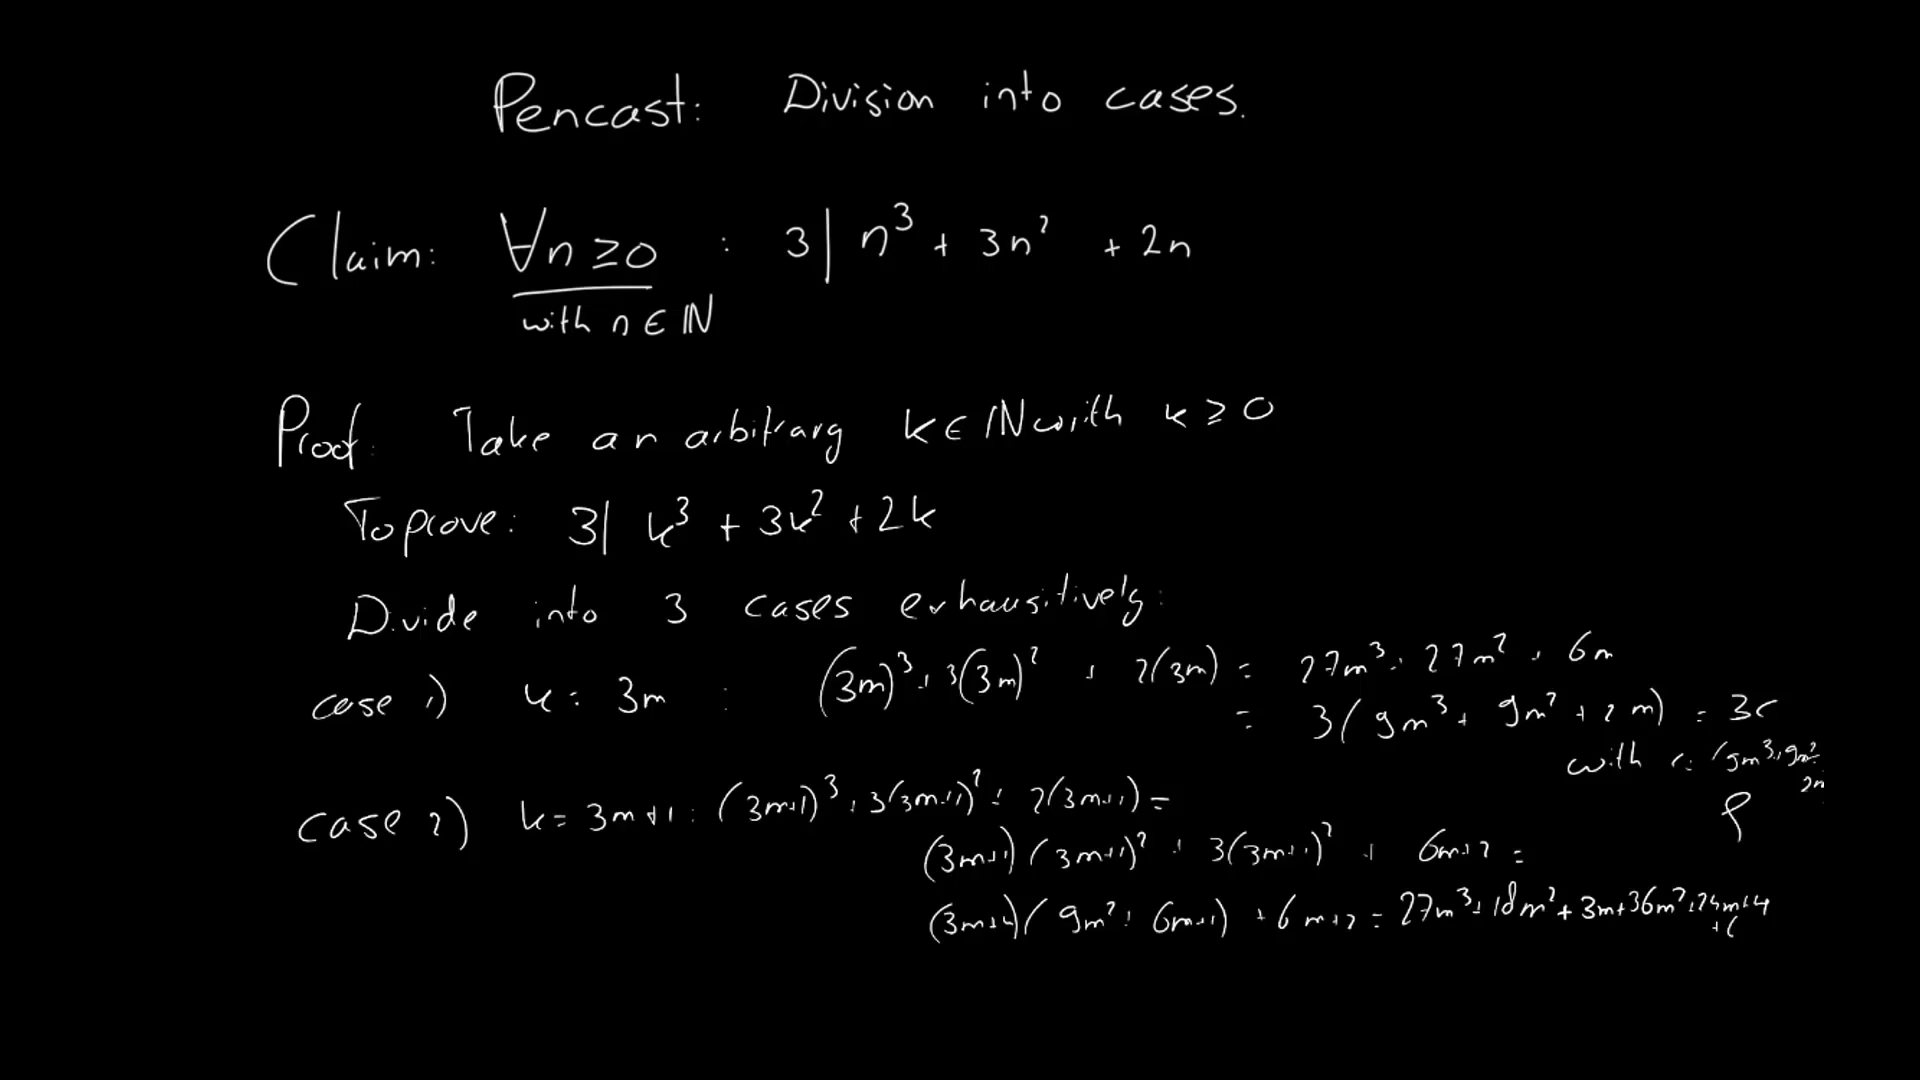 Pencast: Division into cases.
Claim: ∀n ≥ 0 : 3 | n³ + 3n² + 2n
with n ∈ ℕ
Proof: Take an arbitrary k ∈ ℕ with k ≥ 0
To prove: 3 | k³ + 3k² + 2k
Divide into 3 cases exhausitively:
case 1) k = 3m : (3m)³ + 3(3m)² + 2(3m) = 27m³ + 27m² + 6m
= 3(9m³ + 9m² + 2m) = 3c
with c = (9m³ + 9m² + 2m
case 2) k = 3m+1 : (3m+1)³ + 3(3m+1)² + 2(3m+1) =
(3m+1)(3m+1)² + 3(3m+1)² + 6m+2 =
(3m+4)(9m² + 6m+1) + 6m+2 = 27m³ + 18m² + 3m + 36m² + 24m + 4